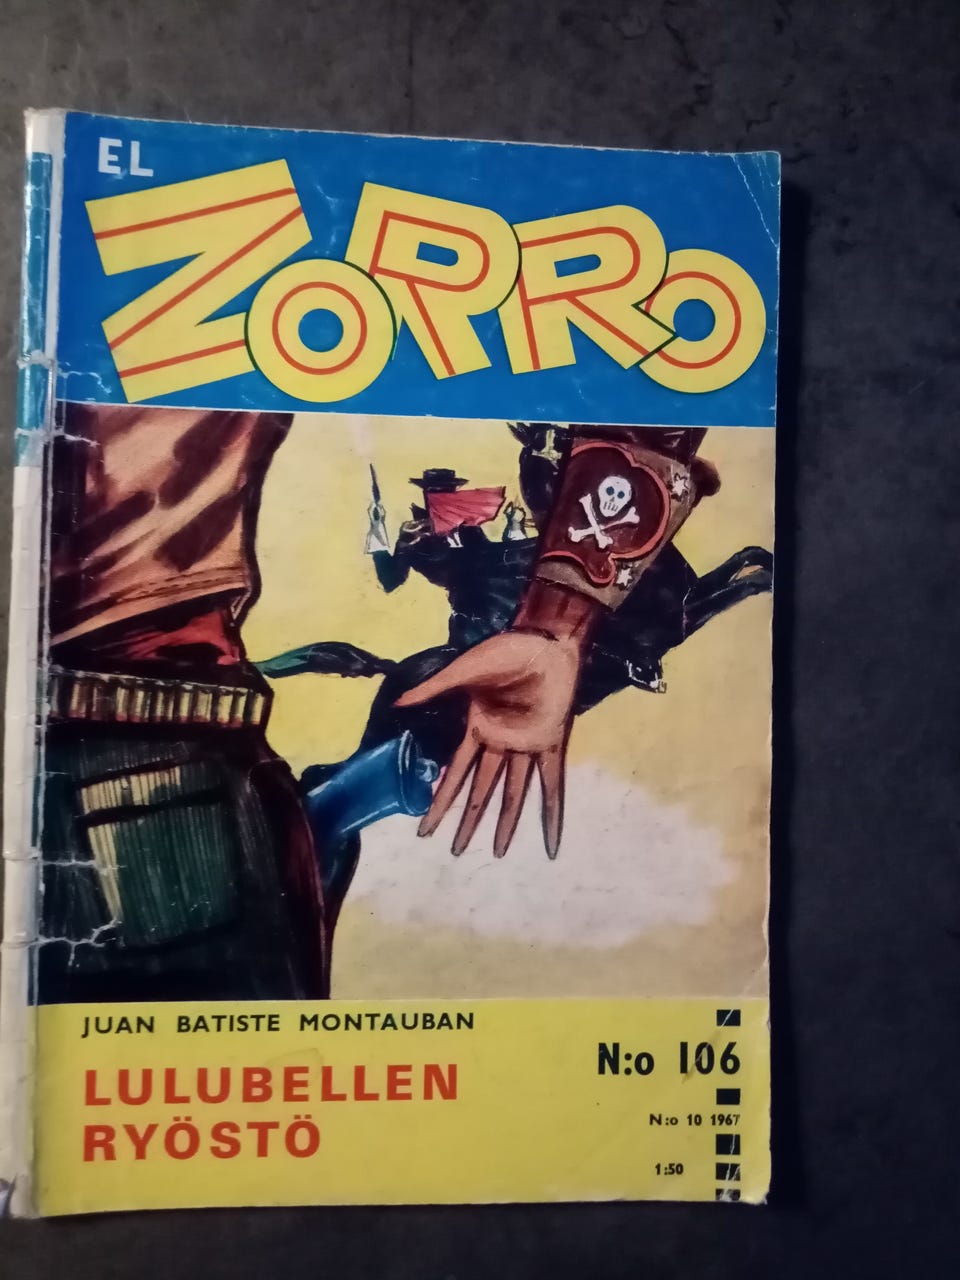 EL
ZORRO
JUAN BATISTE MONTAUBAN
LULUBELLEN
RYÖSTÖ
N:o 106
N:o 10 1967
1:50